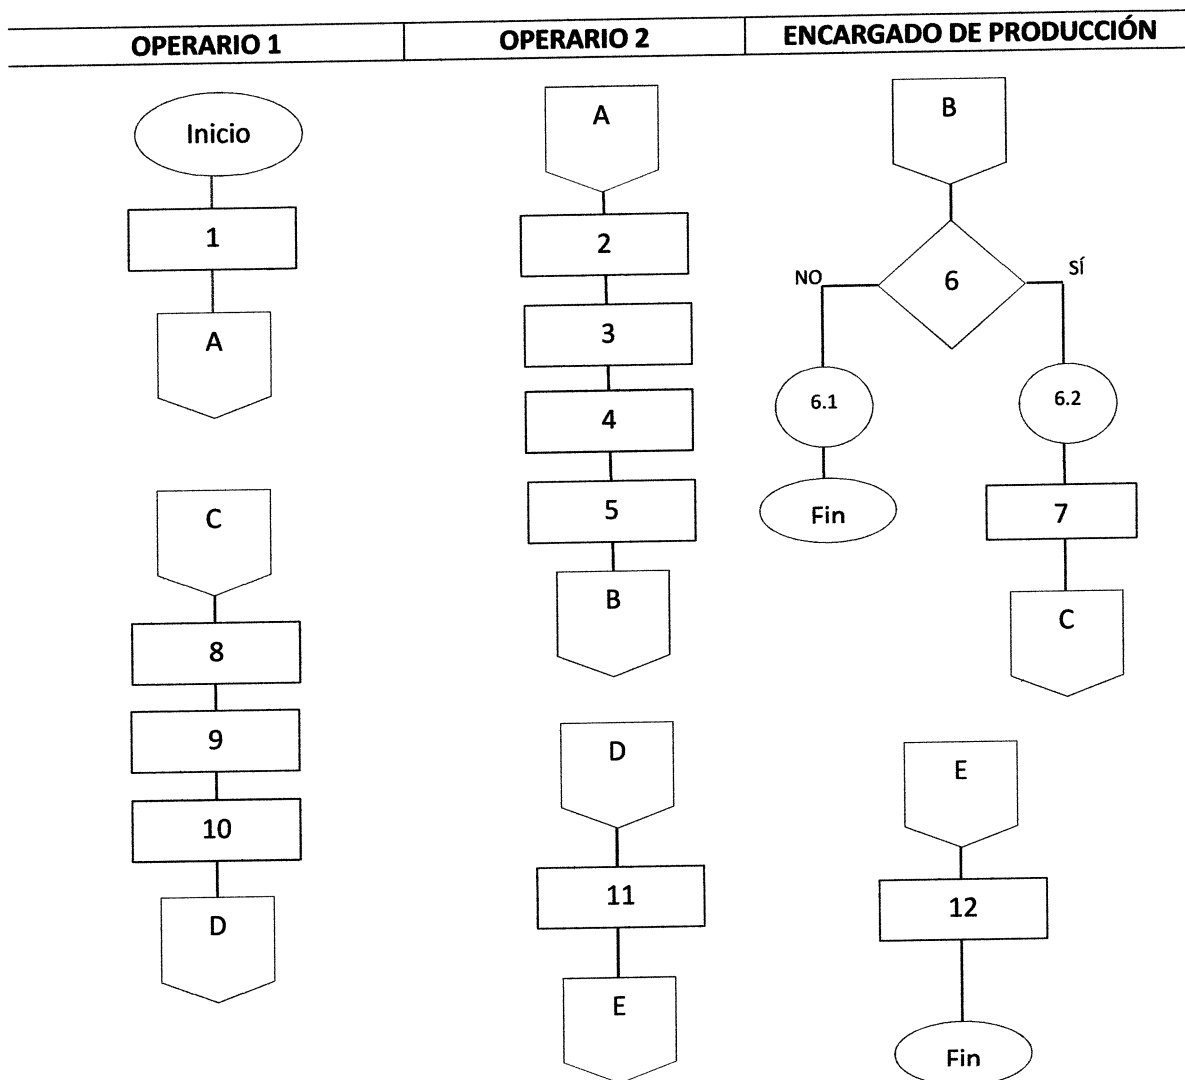 OPERARIO 1
OPERARIO 2
ENCARGADO DE PRODUCCIÓN
Inicio
1
A
C
8
9
10
D
A
2
3
4
5
B
D
11
E
B
6
NO
SÍ
6.1
6.2
Fin
7
C
E
12
Fin